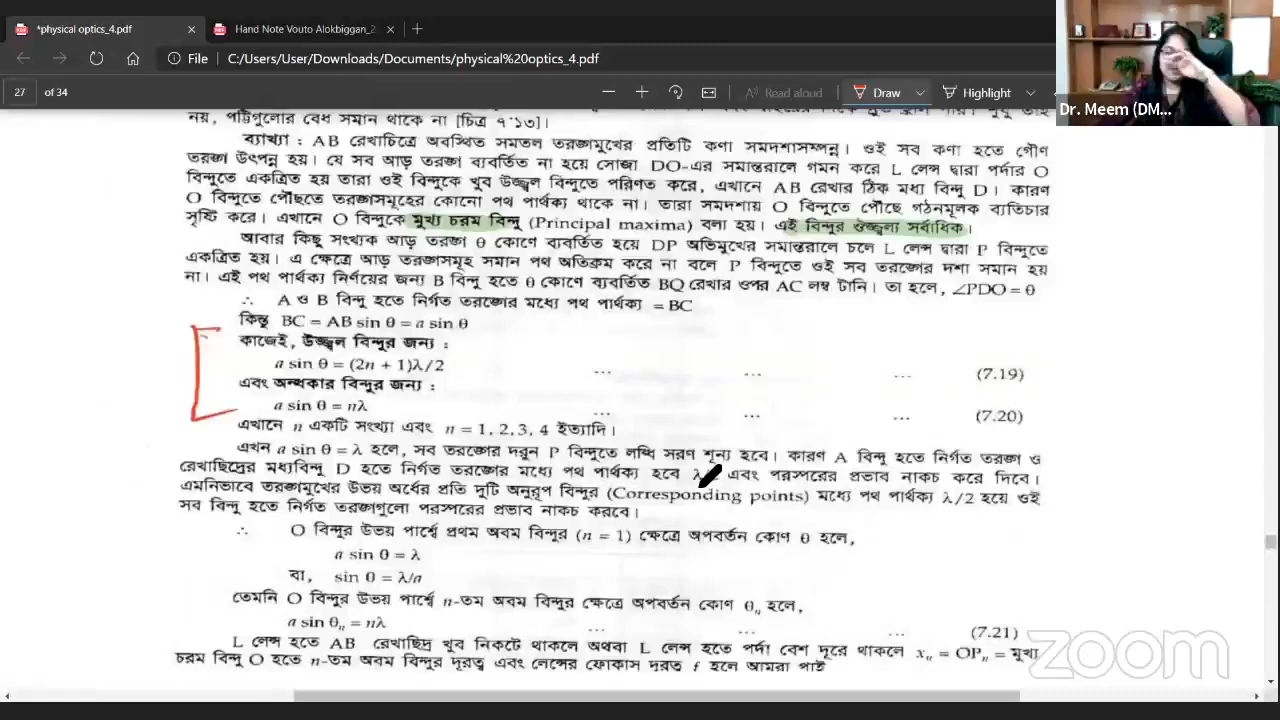 *physical optics_4.pdf
Hand Note Vouto Alokbiggan_2
File C:/Users/User/Downloads/Documents/physical%20optics_4.pdf
27 of 34
Read aloud
Draw
Highlight
Dr. Meem (DM...
নয়, পট্টিগুলোর বেধ সমান থাকে না [চিত্র ৭'১৩]।
ব্যাখ্যা : AB রেখাচিত্রে অবস্থিত সমতল তরঙ্গমুখের প্রতিটি কণা সমদশাসম্পন্ন। ওই সব কণা হতে গৌণ
তরঙ্গ উৎপন্ন হয়। যে সব আড় তরঙ্গ ব্যবর্তিত না হয়ে সোজা DO-এর সমান্তরালে গমন করে L লেন্স দ্বারা পর্দার O
বিন্দুতে একত্রিত হয় তারা ওই বিন্দুকে খুব উজ্জ্বল বিন্দুতে পরিণত করে, এখানে AB রেখার ঠিক মধ্য বিন্দু D। কারণ
O বিন্দুতে পৌঁছতে তরঙ্গসমূহের কোনো পথ পার্থক্য থাকে না। তারা সমদশায় O বিন্দুতে পৌঁছে গঠনমূলক ব্যতিচার
সৃষ্টি করে। এখানে O বিন্দুকে মুখ্য চরম বিন্দু (Principal maxima) বলা হয়। এই বিন্দুর ঔজ্জ্বল্য সর্বাধিক।
আবার কিছু সংখ্যক আড় তরঙ্গ θ কোণে ব্যবর্তিত হয়ে DP অভিমুখের সমান্তরালে চলে L লেন্স দ্বারা P বিন্দুতে
একত্রিত হয়। এ ক্ষেত্রে আড় তরঙ্গসমূহ সমান পথ অতিক্রম করে না বলে P বিন্দুতে ওই সব তরঙ্গের দশা সমান হয়
না। এই পথ পার্থক্য নির্ণয়ের জন্য B বিন্দু হতে θ কোণে ব্যবর্তিত BQ রেখার ওপর AC লম্ব টানি। তা হলে, ∠PDO = θ
∴ A ও B বিন্দু হতে নির্গত তরঙ্গের মধ্যে পথ পার্থক্য = BC
কিন্তু BC = AB sin θ = a sin θ
কাজেই, উজ্জ্বল বিন্দুর জন্য :
a sin θ = (2n + 1)λ/2 ... ... ... (7.19)
এবং অন্ধকার বিন্দুর জন্য :
a sin θ = nλ ... ... ... (7.20)
এখানে n একটি সংখ্যা এবং n = 1, 2, 3, 4 ইত্যাদি।
এখন a sin θ = λ হলে, সব তরঙ্গের দরুন P বিন্দুতে লব্ধি সরণ শূন্য হবে। কারণ A বিন্দু হতে নির্গত তরঙ্গ ও
রেখাছিদ্রের মধ্যবিন্দু D হতে নির্গত তরঙ্গের মধ্যে পথ পার্থক্য হবে λ এবং পরস্পরের প্রভাব নাকচ করে দিবে।
এমনিভাবে তরঙ্গমুখের উভয় অর্ধের প্রতি দুটি অনুরূপ বিন্দুর (Corresponding points) মধ্যে পথ পার্থক্য λ/2 হয়ে ওই
সব বিন্দু হতে নির্গত তরঙ্গগুলো পরস্পরের প্রভাব নাকচ করবে।
∴ O বিন্দুর উভয় পার্শ্বে প্রথম অবম বিন্দুর (n = 1) ক্ষেত্রে অপবর্তন কোণ θ হলে,
a sin θ = λ
বা, sin θ = λ/a
তেমনি O বিন্দুর উভয় পার্শ্বে n-তম অবম বিন্দুর ক্ষেত্রে অপবর্তন কোণ θₙ হলে,
a sin θₙ = nλ ... ... ... (7.21)
L লেন্স হতে AB রেখাছিদ্র খুব নিকটে থাকলে অথবা L লেন্স হতে পর্দা বেশ দূরে থাকলে xₙ = OPₙ = মুখ্য
চরম বিন্দু O হতে n-তম অবম বিন্দুর দূরত্ব এবং লেন্সের ফোকাস দূরত্ব f হলে আমরা পাই
zoom